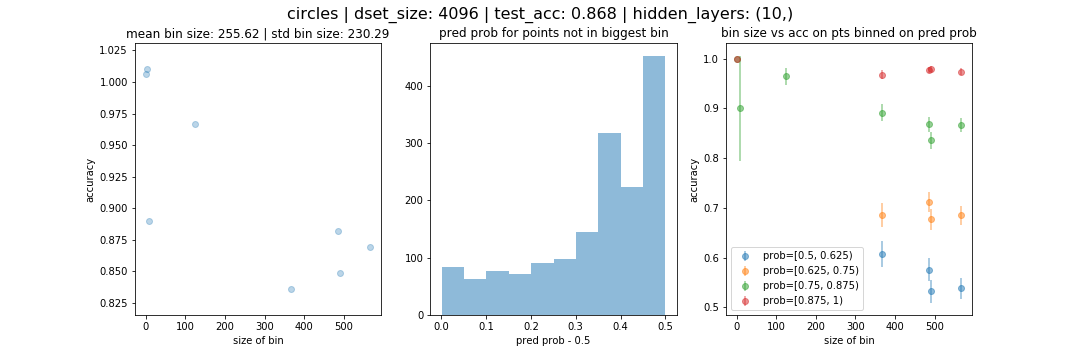 circles | dset_size: 4096 | test_acc: 0.868 | hidden_layers: (10,)
mean bin size: 255.62 | std bin size: 230.29
1.025
1.000
0.975
0.950
0.925
0.900
0.875
0.850
0.825
accuracy
0
100
200
300
400
500
size of bin
pred prob for points not in biggest bin
400
300
200
100
0
0.0
0.1
0.2
0.3
0.4
0.5
pred prob - 0.5
bin size vs acc on pts binned on pred prob
1.0
0.9
0.8
0.7
0.6
0.5
accuracy
prob=[0.5, 0.625)
prob=[0.625, 0.75)
prob=[0.75, 0.875)
prob=[0.875, 1)
0
100
200
300
400
500
size of bin